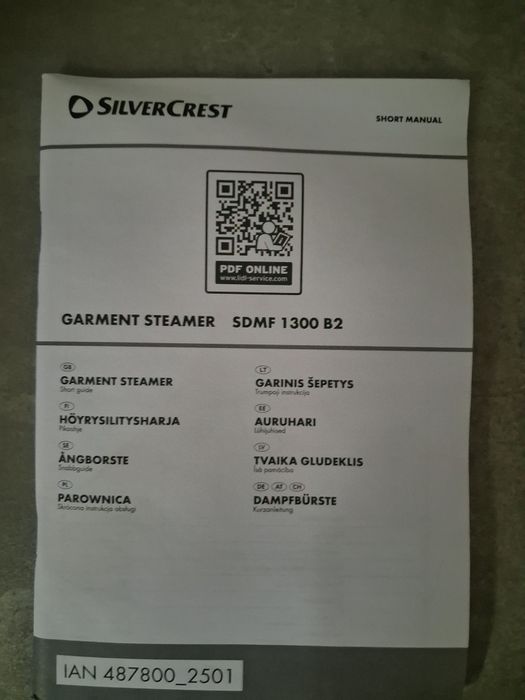 SILVERCREST
SHORT MANUAL
PDF ONLINE
www.lidl-service.com
GARMENT STEAMER SDMF 1300 B2
GB
GARMENT STEAMER
Short guide
FI
HÖYRYSILITYSHARJA
Pikaohje
SE
ÅNGBORSTE
Snabbguide
PL
PAROWNICA
Skrócona instrukcja obsługi
LT
GARINIS ŠEPETYS
Trumpoji instrukcija
EE
AURUHARI
Lühijuhised
LV
TVAIKA GLUDEKLIS
Īsā pamācība
DE AT CH
DAMPFBÜRSTE
Kurzanleitung
IAN 487800_2501